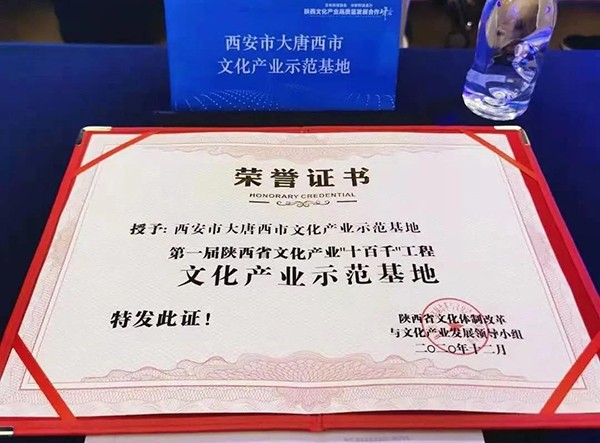 陕西文化产业高质量发展合作峰会
西安市大唐西市
文化产业示范基地
荣誉证书
HONORARY CREDENTIAL
授予:西安市大唐西市文化产业示范基地
第一届陕西省文化产业"十百千"工程
文化产业示范基地
特发此证!
陕西省文化体制改革
与文化产业发展领导小组
二〇二〇年十二月